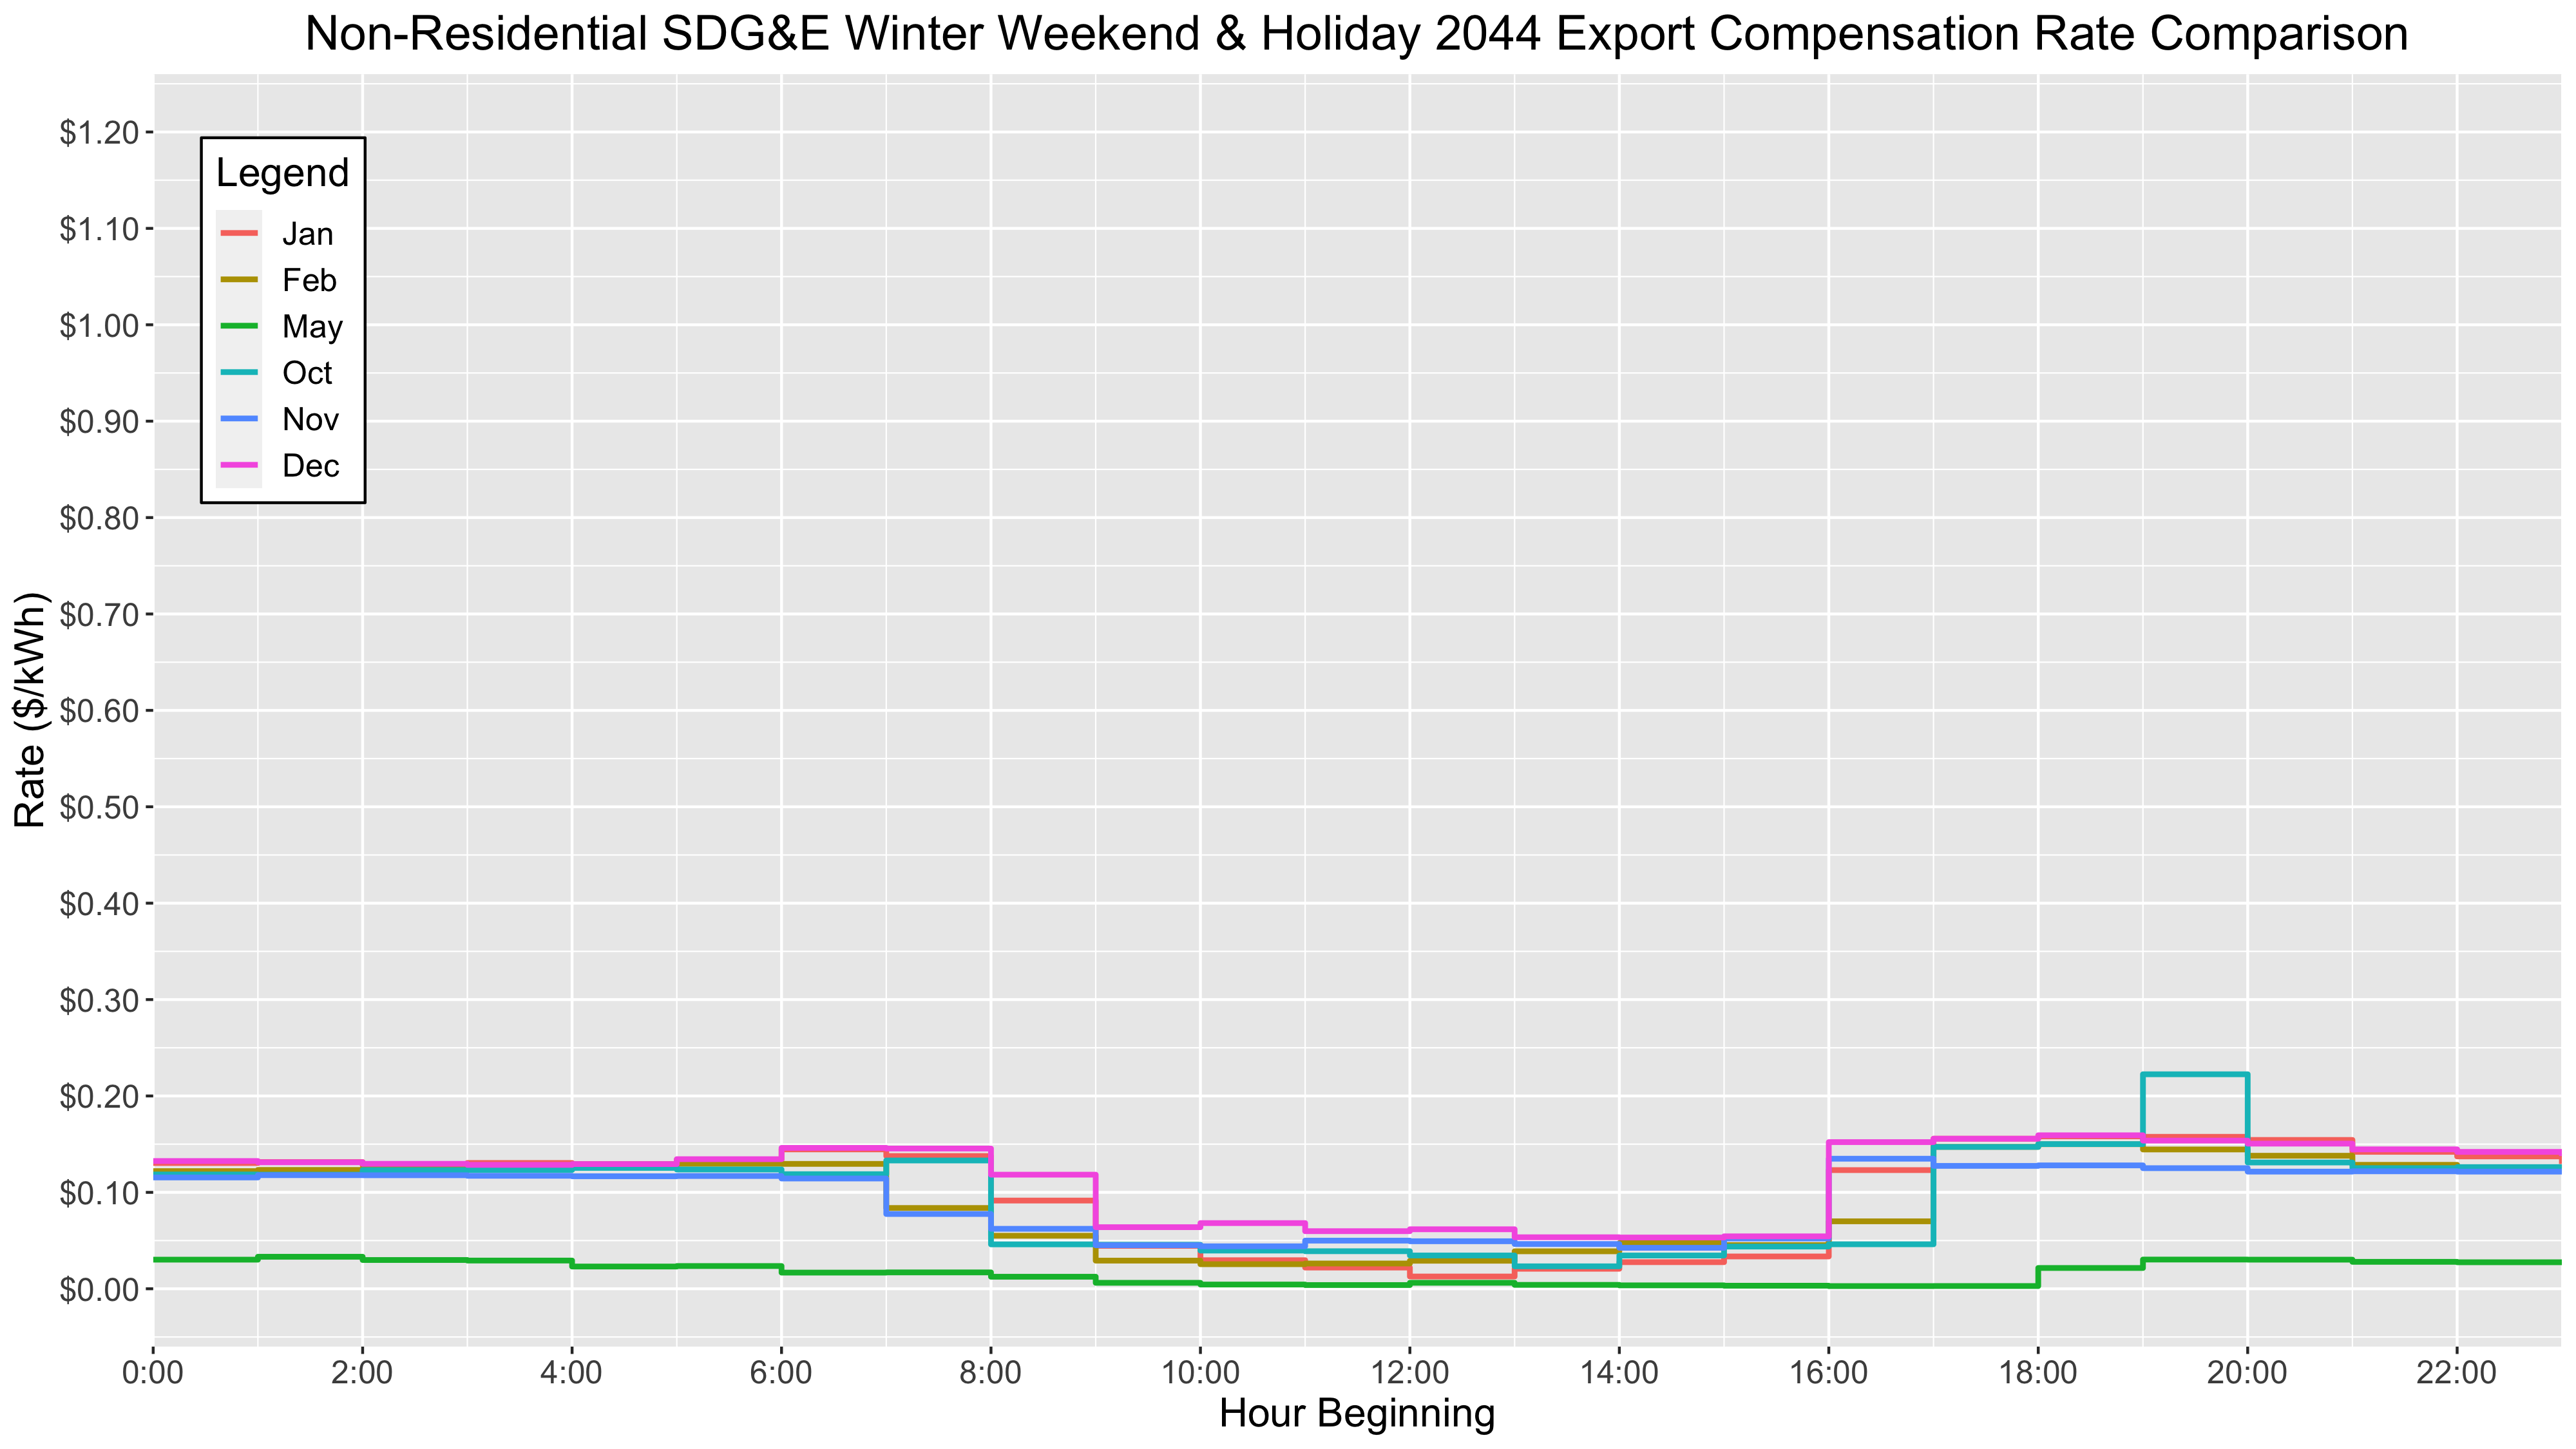 Non-Residential SDG&E Winter Weekend & Holiday 2044 Export Compensation Rate Comparison
$1.20
$1.10
$1.00
$0.90
$0.80
$0.70
$0.60
$0.50
$0.40
$0.30
$0.20
$0.10
$0.00
Rate ($/kWh)
Legend
Jan
Feb
May
Oct
Nov
Dec
0:00 2:00 4:00 6:00 8:00 10:00 12:00 14:00 16:00 18:00 20:00 22:00
Hour Beginning